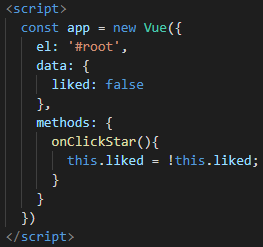 <script>
  const app = new Vue({
    el: '#root',
    data: {
      liked: false
    },
    methods: {
      onClickStar(){
        this.liked = !this.liked;
      }
    }
  })
</script>